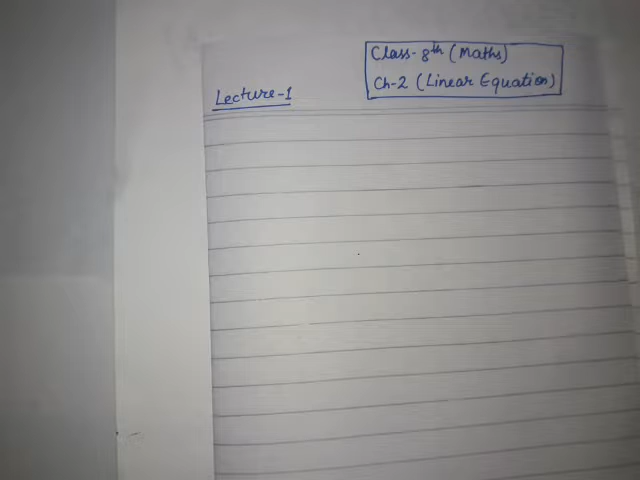 Class-8th (Maths)
Ch-2 (Linear Equation)
Lecture-1